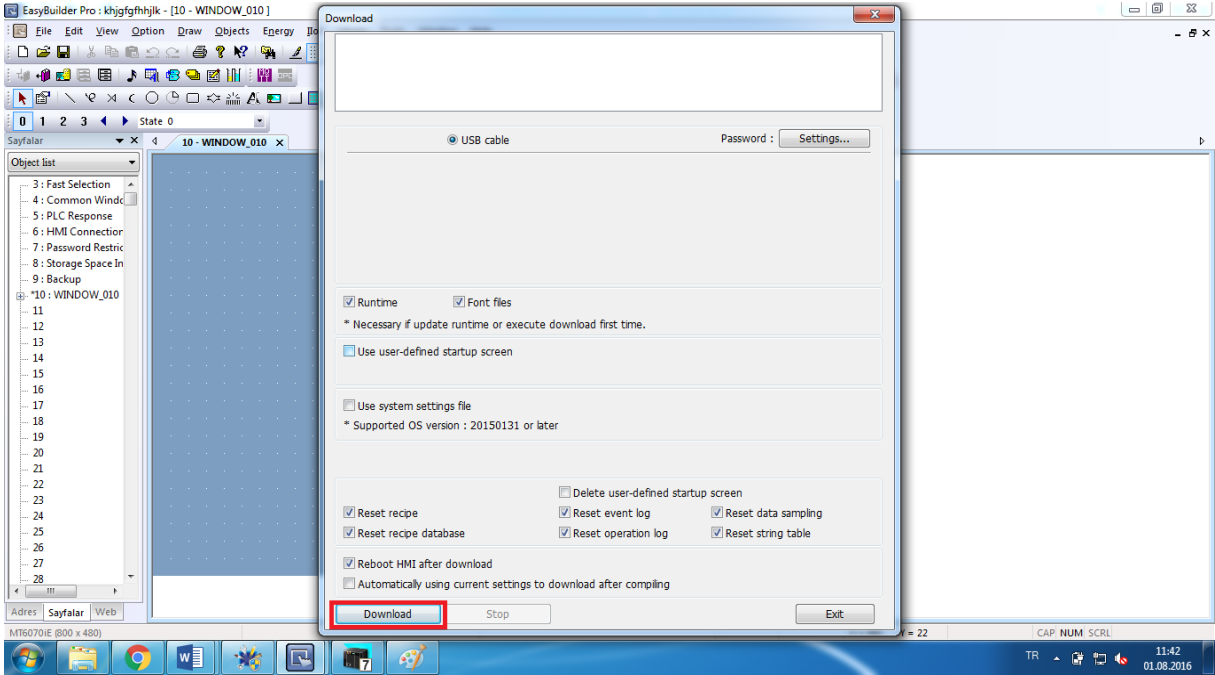 EasyBuilder Pro : khjgfgfhhjlk - [10 - WINDOW_010 ]
File Edit View Option Draw Objects Energy
0 1 2 3 State 0
Sayfalar
10 - WINDOW_010
Object list
3 : Fast Selection
4 : Common Windo
5 : PLC Response
6 : HMI Connection
7 : Password Restric
8 : Storage Space In
9 : Backup
*10 : WINDOW_010
11
12
13
14
15
16
17
18
19
20
21
22
23
24
25
26
27
28
Adres Sayfalar Web
MT6070iE (800 x 480)
Download
USB cable
Password : Settings...
Runtime Font files
* Necessary if update runtime or execute download first time.
Use user-defined startup screen
Use system settings file
* Supported OS version : 20150131 or later
Delete user-defined startup screen
Reset recipe Reset event log Reset data sampling
Reset recipe database Reset operation log Reset string table
Reboot HMI after download
Automatically using current settings to download after compiling
Download Stop Exit
Y = 22
CAP NUM SCRL
TR
11:42
01.08.2016